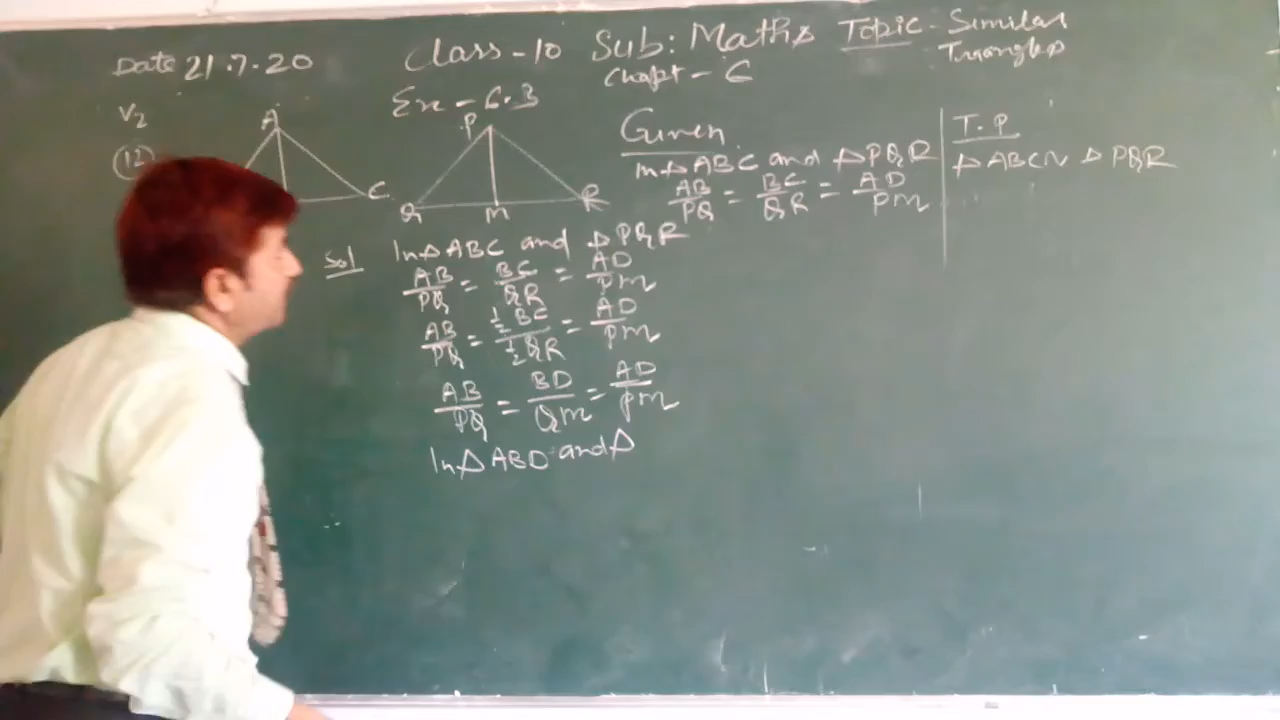 Date 21.7.20
Class-10 Sub: Maths Topic - Similar Triangles
Chapt-6
V2
Ex-6.3
(12)
A
C
P
Q
M
R
Given
In △ABC and △PQR
AB/PQ = BC/QR = AD/PM
T.P
△ABC ~ △PQR
Sol
In △ABC and △PQR
AB/PQ = BC/QR = AD/PM
AB/PQ = ½BC/½QR = AD/PM
AB/PQ = BD/QM = AD/PM
In △ABD and △